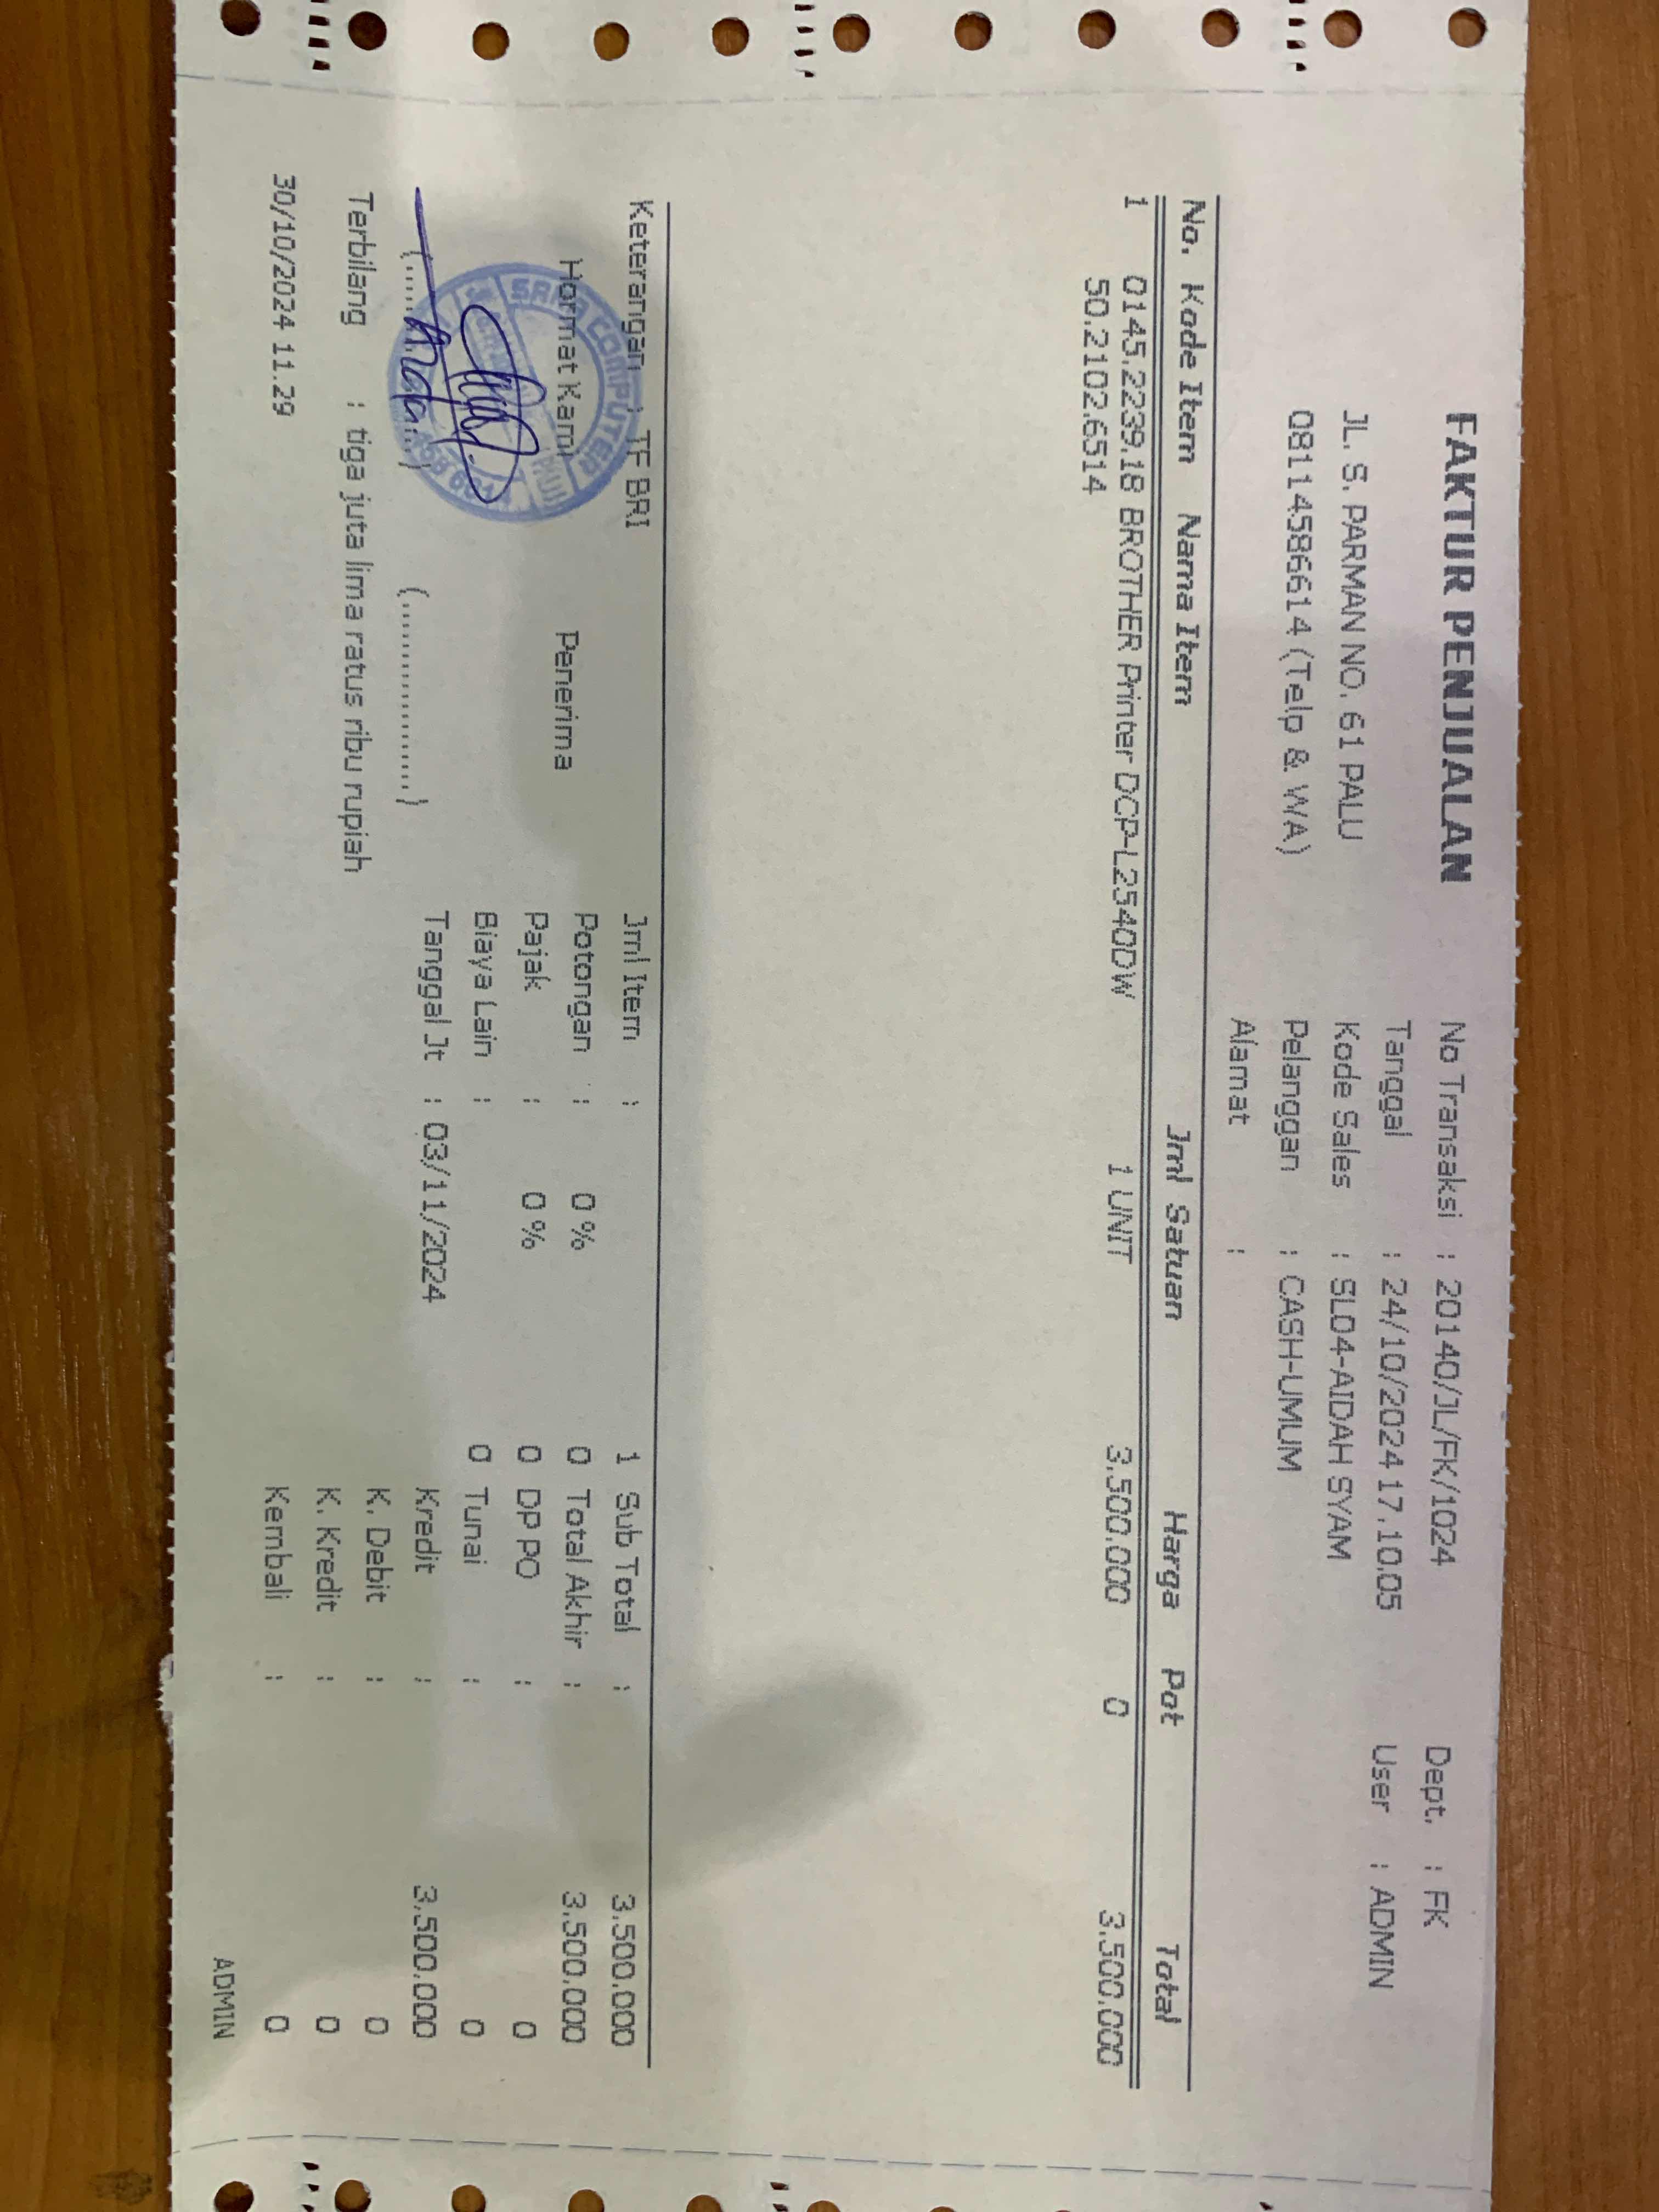 FAKTUR PENJUALAN
JL. S. PARMAN NO. 61 PALU
08114586614 (Telp & WA)
No Transaksi : 20140/JL/FK/1024
Tanggal : 24/10/2024 17.10.05
Kode Sales : SL04-AIDAH SYAM
Pelanggan : CASH-UMUM
Alamat :
Dept. : FK
User : ADMIN
No. Kode Item Nama Item Jml Satuan Harga Pot Total
1 0145.2239.18 BROTHER Printer DCP-L2540DW 1 UNIT 3.500.000 0 3.500.000
50.2102.6514
Keterangan : TF BRI
Hormat Kami Penerima
SAMA COMPUTER
(..................) (..................)
Terbilang : tiga juta lima ratus ribu rupiah
30/10/2024 11.29
Jml Item : 1
Potongan : 0 % 0
Pajak : 0 % 0
Biaya Lain : 0
Tanggal Jt : 03/11/2024
Sub Total : 3.500.000
Total Akhir : 3.500.000
DP PO : 0
Tunai : 0
Kredit : 3.500.000
K. Debit : 0
K. Kredit : 0
Kembali : 0
ADMIN